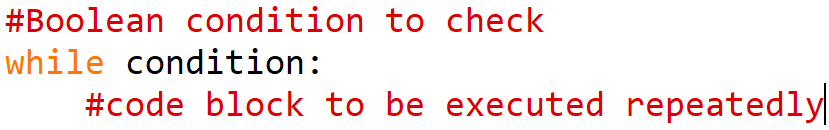 #Boolean condition to check
while condition:
    #code block to be executed repeatedly